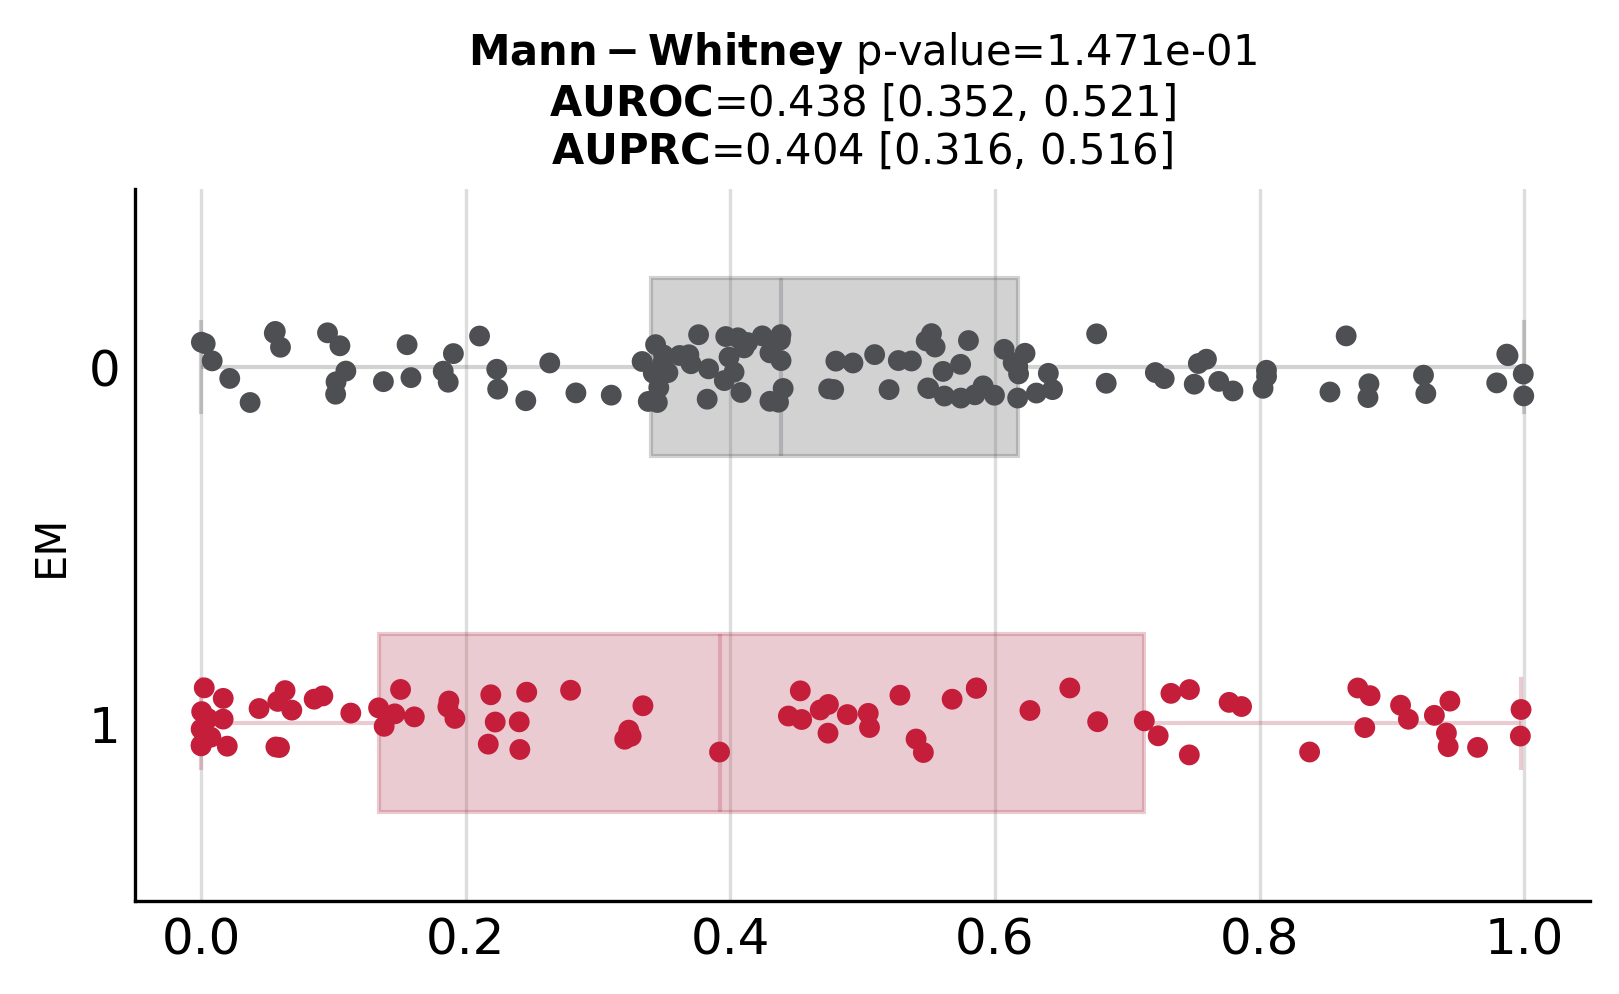 Mann − Whitney p-value=1.471e-01
AUROC=0.438 [0.352, 0.521]
AUPRC=0.404 [0.316, 0.516]
0
EM
1
0.0 0.2 0.4 0.6 0.8 1.0